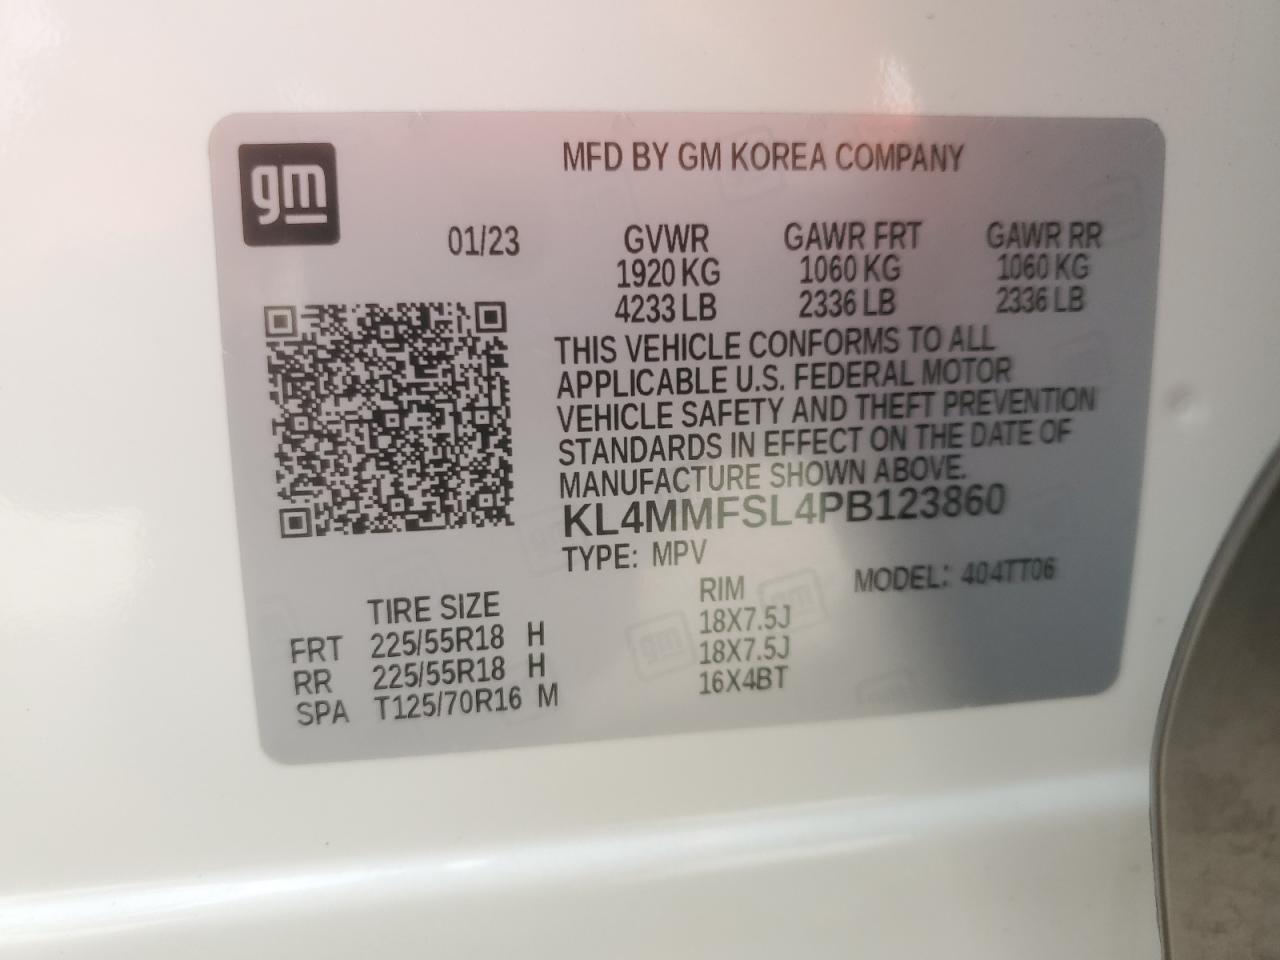 gm
MFD BY GM KOREA COMPANY
01/23
GVWR GAWR FRT GAWR RR
1920 KG 1060 KG 1060 KG
4233 LB 2336 LB 2336 LB
THIS VEHICLE CONFORMS TO ALL
APPLICABLE U.S. FEDERAL MOTOR
VEHICLE SAFETY AND THEFT PREVENTION
STANDARDS IN EFFECT ON THE DATE OF
MANUFACTURE SHOWN ABOVE.
KL4MMFSL4PB123860
TYPE: MPV
MODEL: 404TT06
TIRE SIZE RIM
FRT 225/55R18 H 18X7.5J
RR 225/55R18 H 18X7.5J
SPA T125/70R16 M 16X4BT